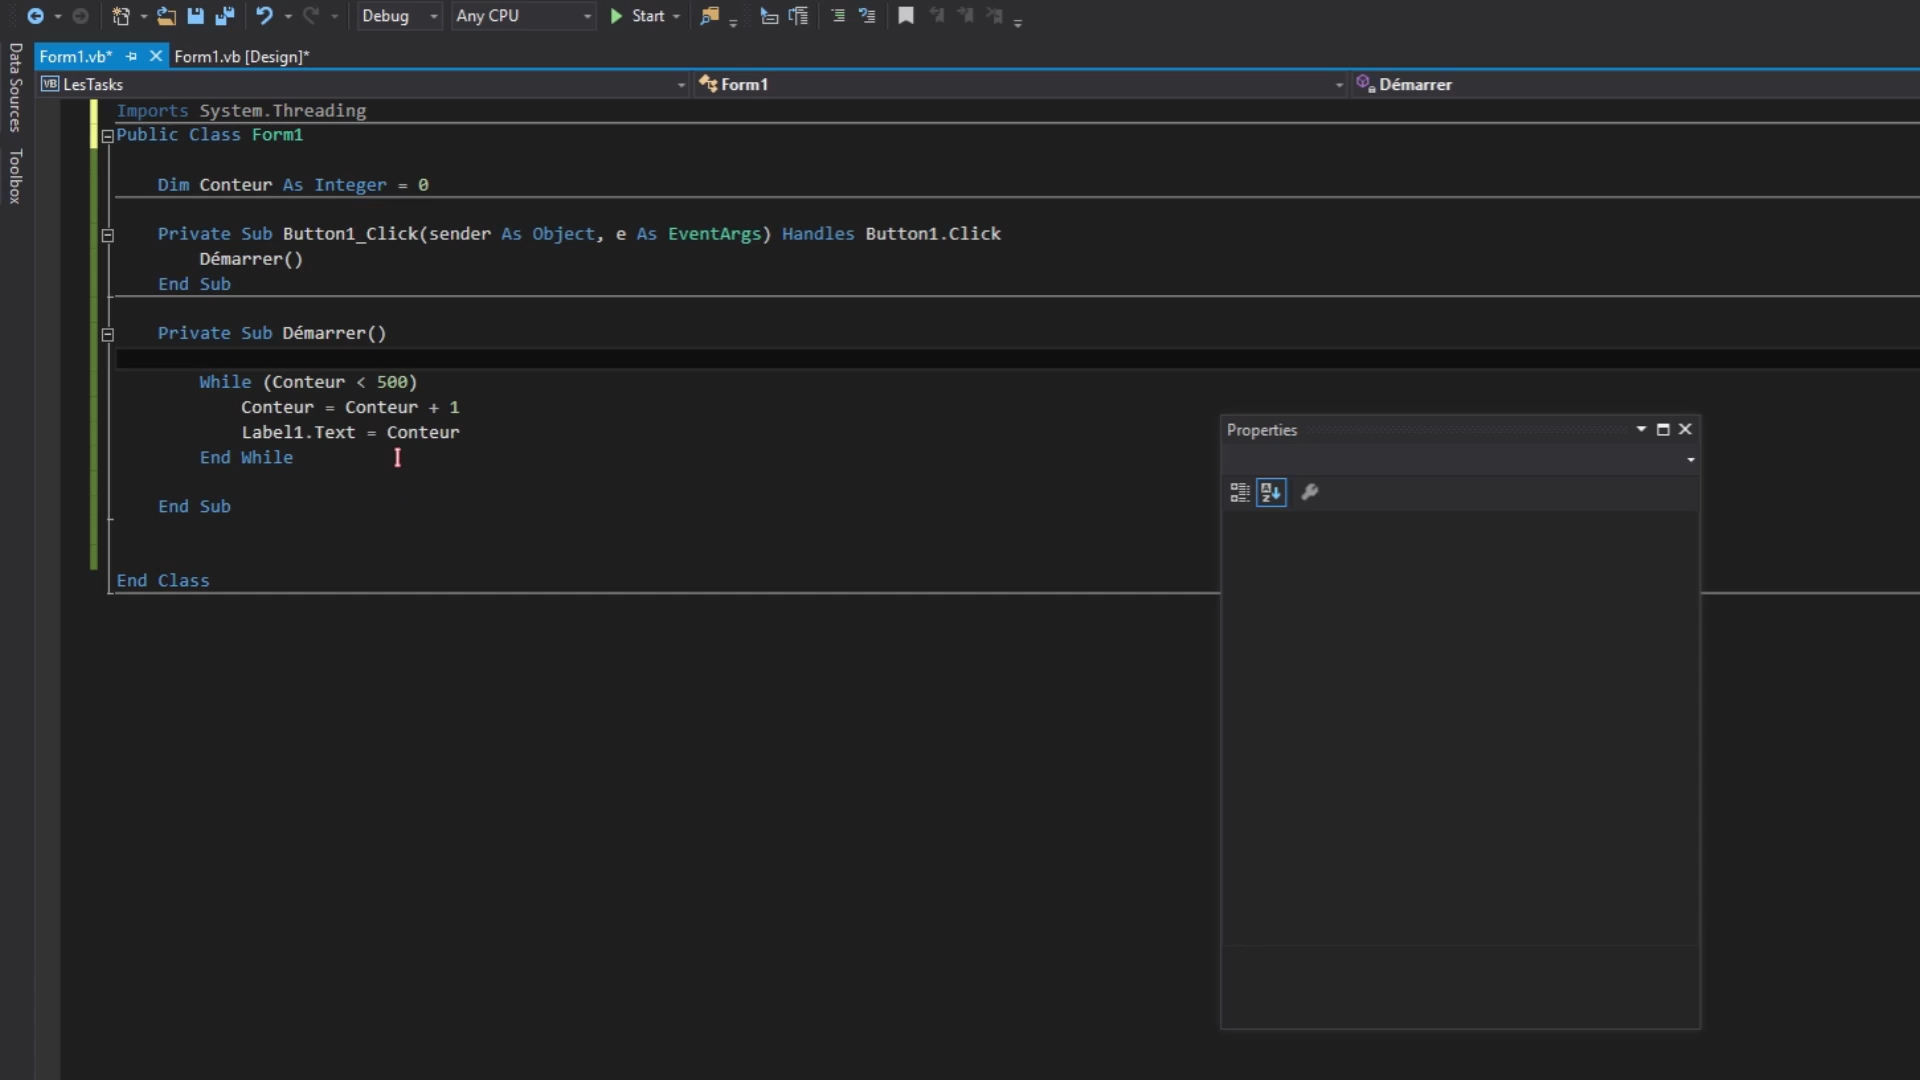 Debug Any CPU Start
Data Sources
Toolbox
Form1.vb* Form1.vb [Design]*
VB LesTasks Form1 Démarrer
Imports System.Threading
Public Class Form1
Dim Conteur As Integer = 0
Private Sub Button1_Click(sender As Object, e As EventArgs) Handles Button1.Click
Démarrer()
End Sub
Private Sub Démarrer()
While (Conteur < 500)
Conteur = Conteur + 1
Label1.Text = Conteur
End While
End Sub
End Class
Properties